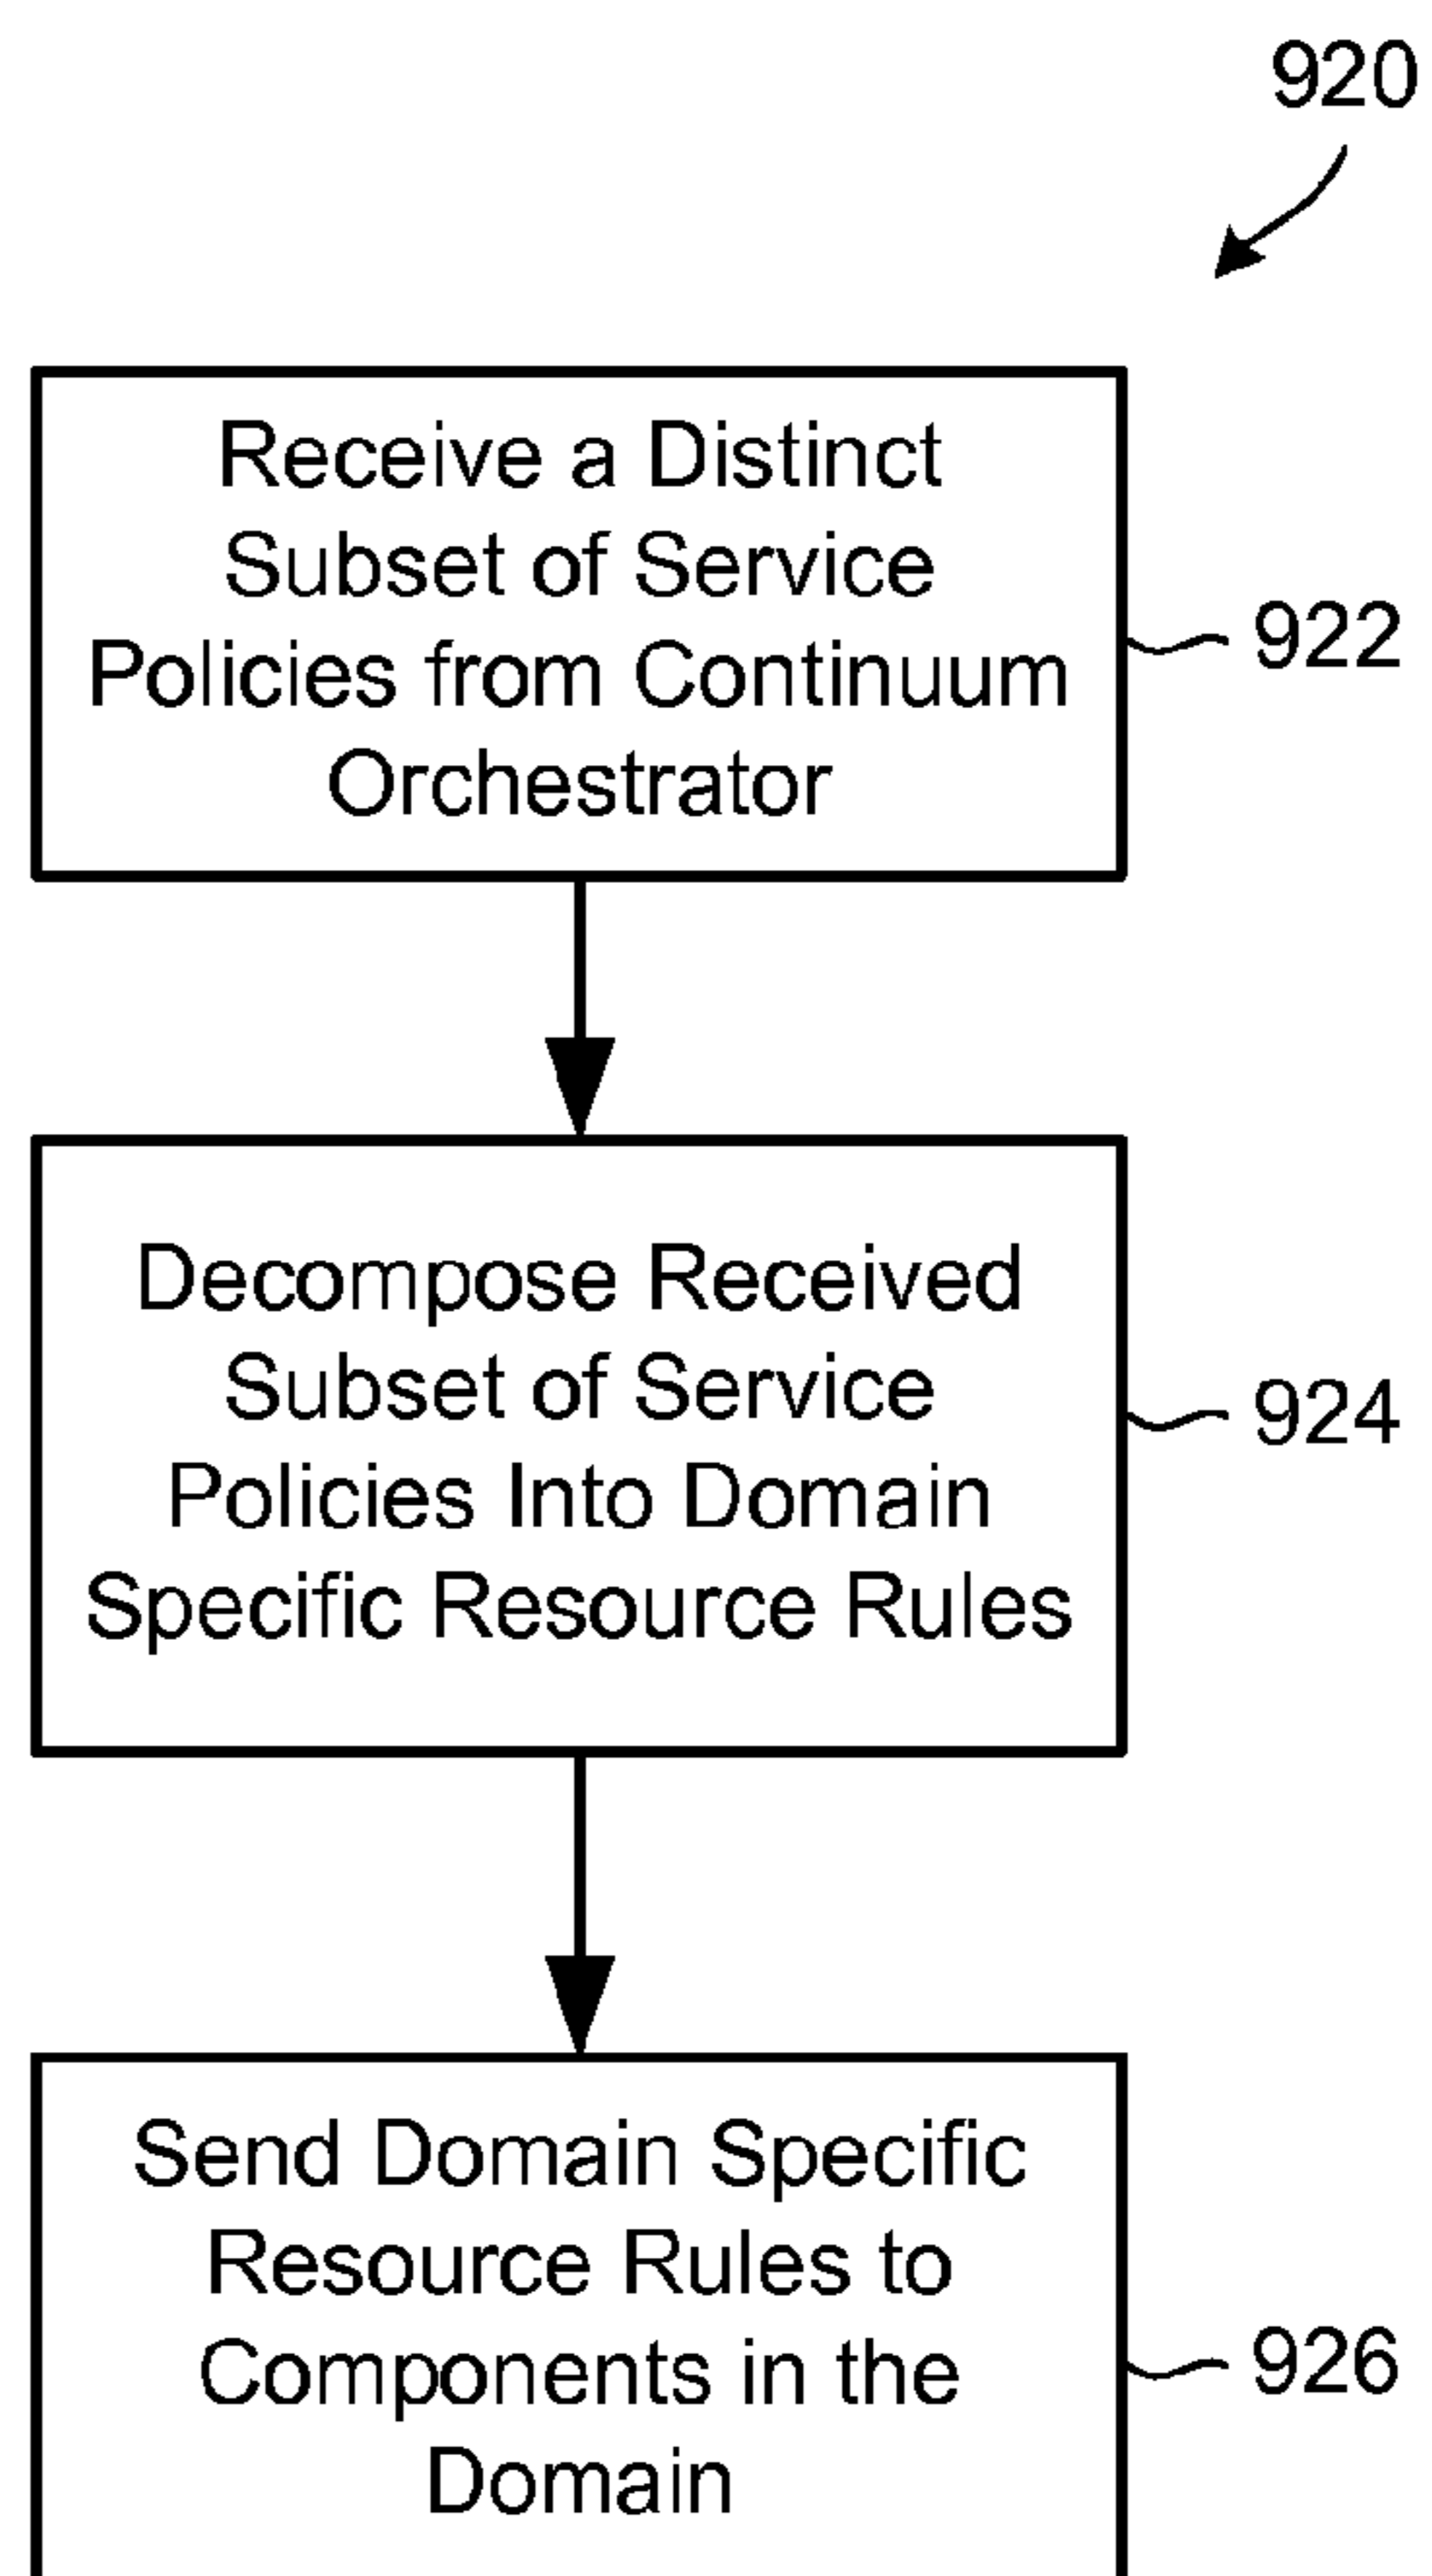 920
Receive a Distinct
Subset of Service
Policies from Continuum
Orchestrator
922
Decompose Received
Subset of Service
Policies Into Domain
Specific Resource Rules
924
Send Domain Specific
Resource Rules to
Components in the
Domain
926